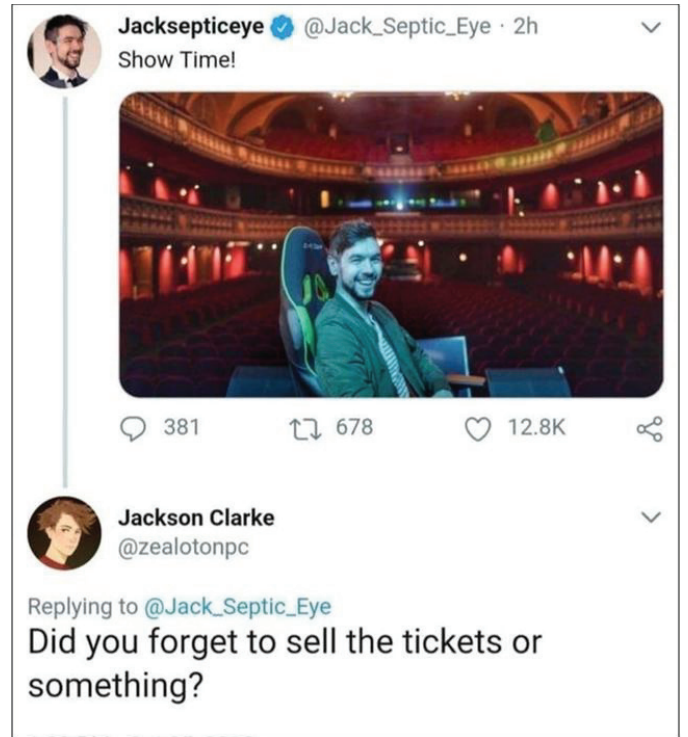 Jacksepticeye @Jack_Septic_Eye · 2h
Show Time!
381 678 12.8K
Jackson Clarke
@zealotonpc
Replying to @Jack_Septic_Eye
Did you forget to sell the tickets or
something?